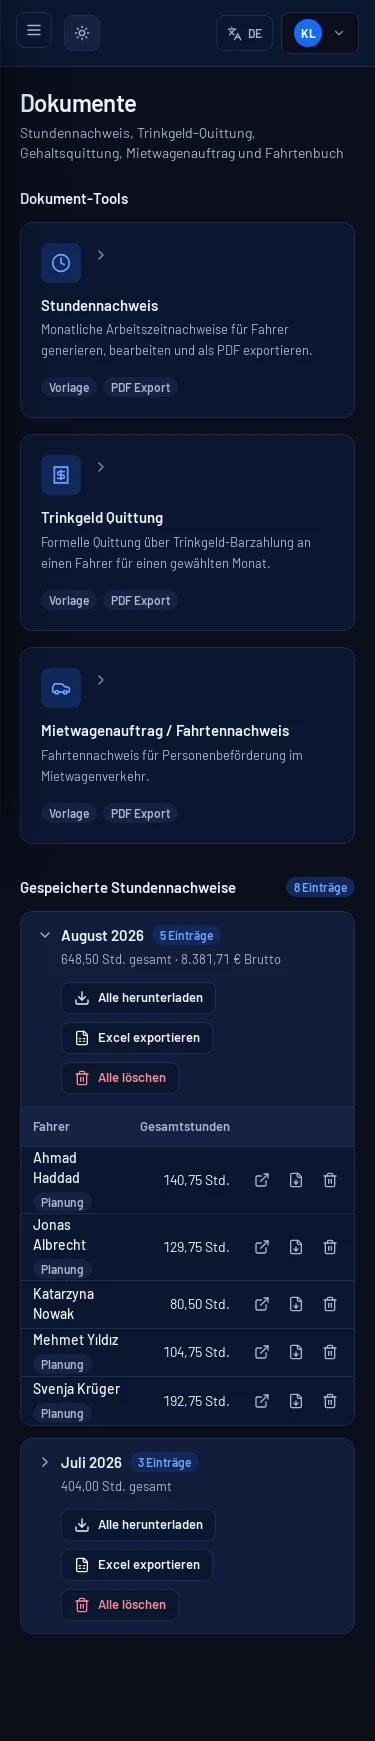 DE
KL
Dokumente
Stundennachweis, Trinkgeld-Quittung,
Gehaltsquittung, Mietwagenauftrag und Fahrtenbuch
Dokument-Tools
Stundennachweis
Monatliche Arbeitszeitnachweise für Fahrer
generieren, bearbeiten und als PDF exportieren.
Vorlage PDF Export
Trinkgeld Quittung
Formelle Quittung über Trinkgeld-Barzahlung an
einen Fahrer für einen gewählten Monat.
Vorlage PDF Export
Mietwagenauftrag / Fahrtennachweis
Fahrtennachweis für Personenbeförderung im
Mietwagenverkehr.
Vorlage PDF Export
Gespeicherte Stundennachweise 8 Einträge
August 2026 5 Einträge
648,50 Std. gesamt · 8.381,71 € Brutto
Alle herunterladen
Excel exportieren
Alle löschen
Fahrer Gesamtstunden
Ahmad
Haddad
Planung
140,75 Std.
Jonas
Albrecht
Planung
129,75 Std.
Katarzyna
Nowak
80,50 Std.
Mehmet Yıldız
Planung
104,75 Std.
Svenja Krüger
Planung
192,75 Std.
Juli 2026 3 Einträge
404,00 Std. gesamt
Alle herunterladen
Excel exportieren
Alle löschen